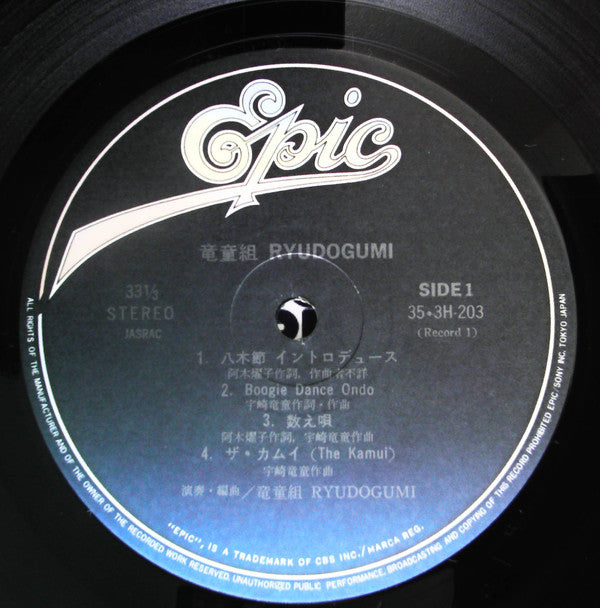 Epic
竜童組 RYUDOGUMI
33⅓
STEREO
JASRAC
SIDE 1
35•3H-203
(Record 1)
1. 八木節 イントロデュース
阿木燿子作詞, 作曲者不詳
2. Boogie Dance Ondo
宇崎竜童作詞・作曲
3. 数え唄
阿木燿子作詞, 宇崎竜童作曲
4. ザ・カムイ (The Kamui)
宇崎竜童作曲
演奏・編曲/竜童組 RYUDOGUMI
"EPIC", IS A TRADEMARK OF CBS INC./MARCA REG.
ALL RIGHTS OF THE MANUFACTURER AND OF THE OWNER OF THE RECORDED WORK RESERVED, UNAUTHORIZED PUBLIC PERFORMANCE, BROADCASTING AND COPYING OF THIS RECORD PROHIBITED EPIC/SONY INC. TOKYO JAPAN